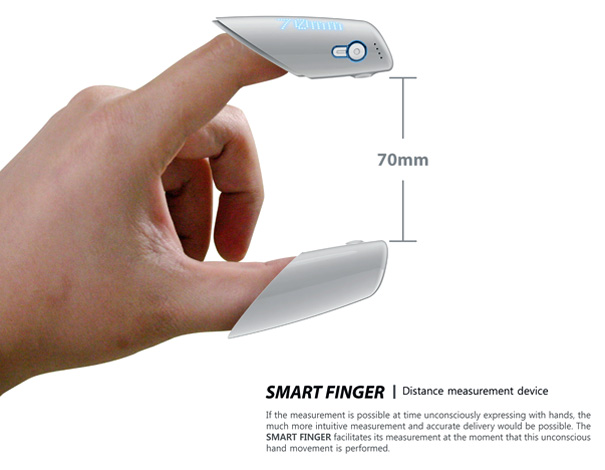 70mm
SMART FINGER | Distance measurement device
If the measurement is possible at time unconsciously expressing with hands, the
much more intuitive measurement and accurate delivery would be possible. The
SMART FINGER facilitates its measurement at the moment that this unconscious
hand movement is performed.